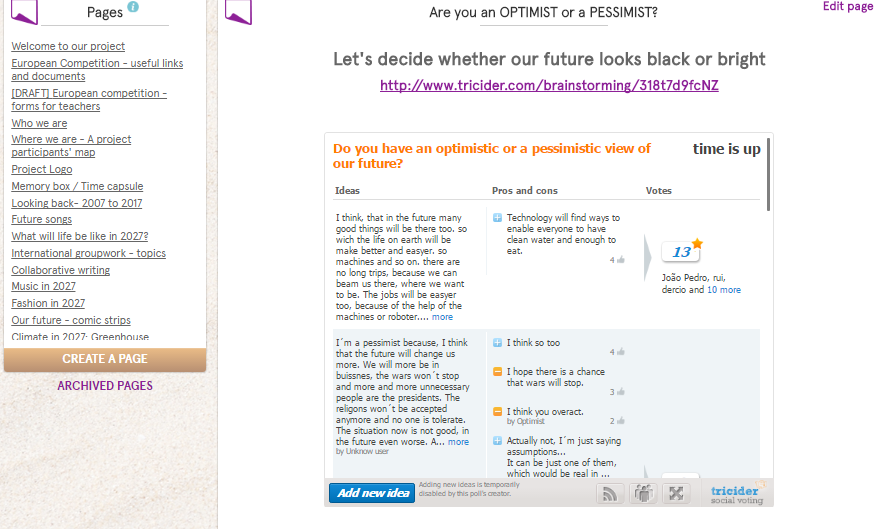 Pages
Welcome to our project
European Competition - useful links
and documents
[DRAFT] European competition -
forms for teachers
Who we are
Where we are - A project
participants' map
Project Logo
Memory box / Time capsule
Looking back- 2007 to 2017
Future songs
What will life be like in 2027?
International groupwork - topics
Collaborative writing
Music in 2027
Fashion in 2027
Our future - comic strips
Climate in 2027: Greenhouse
CREATE A PAGE
ARCHIVED PAGES
Edit page
Are you an OPTIMIST or a PESSIMIST?
Let's decide whether our future looks black or bright
http://www.tricider.com/brainstorming/318t7d9fcNZ
Do you have an optimistic or a pessimistic view of
our future?
time is up
Ideas
Pros and cons
Votes
I think, that in the future many
good things will be there too. so
wich the life on earth will be
make better and easyer. so
machines and so on. there are
no long trips, because we can
beam us there, where we want
to be. The jobs will be easyer
too, because of the help of the
machines or roboter.... more
Technology will find ways to
enable everyone to have
clean water and enough to
eat.
4
13
João Pedro, rui,
dercio and 10 more
I´m a pessimist because, I think
that the future will change us
more. We will more be in
buissnes, the wars won´t stop
and more and more unnecessary
people are the presidents. The
religons won´t be accepted
anymore and no one is tolerate.
The situation now is not good, in
the future even worse. A... more
by Unknow user
I think so too
4
I hope there is a chance
that wars will stop.
3
I think you overact.
by Optimist
2
Actually not, I´m just saying
assumptions...
It can be just one of them,
which would be real in ...
Add new idea
Adding new ideas is temporarily
disabled by this poll's creator.
tricider
social voting